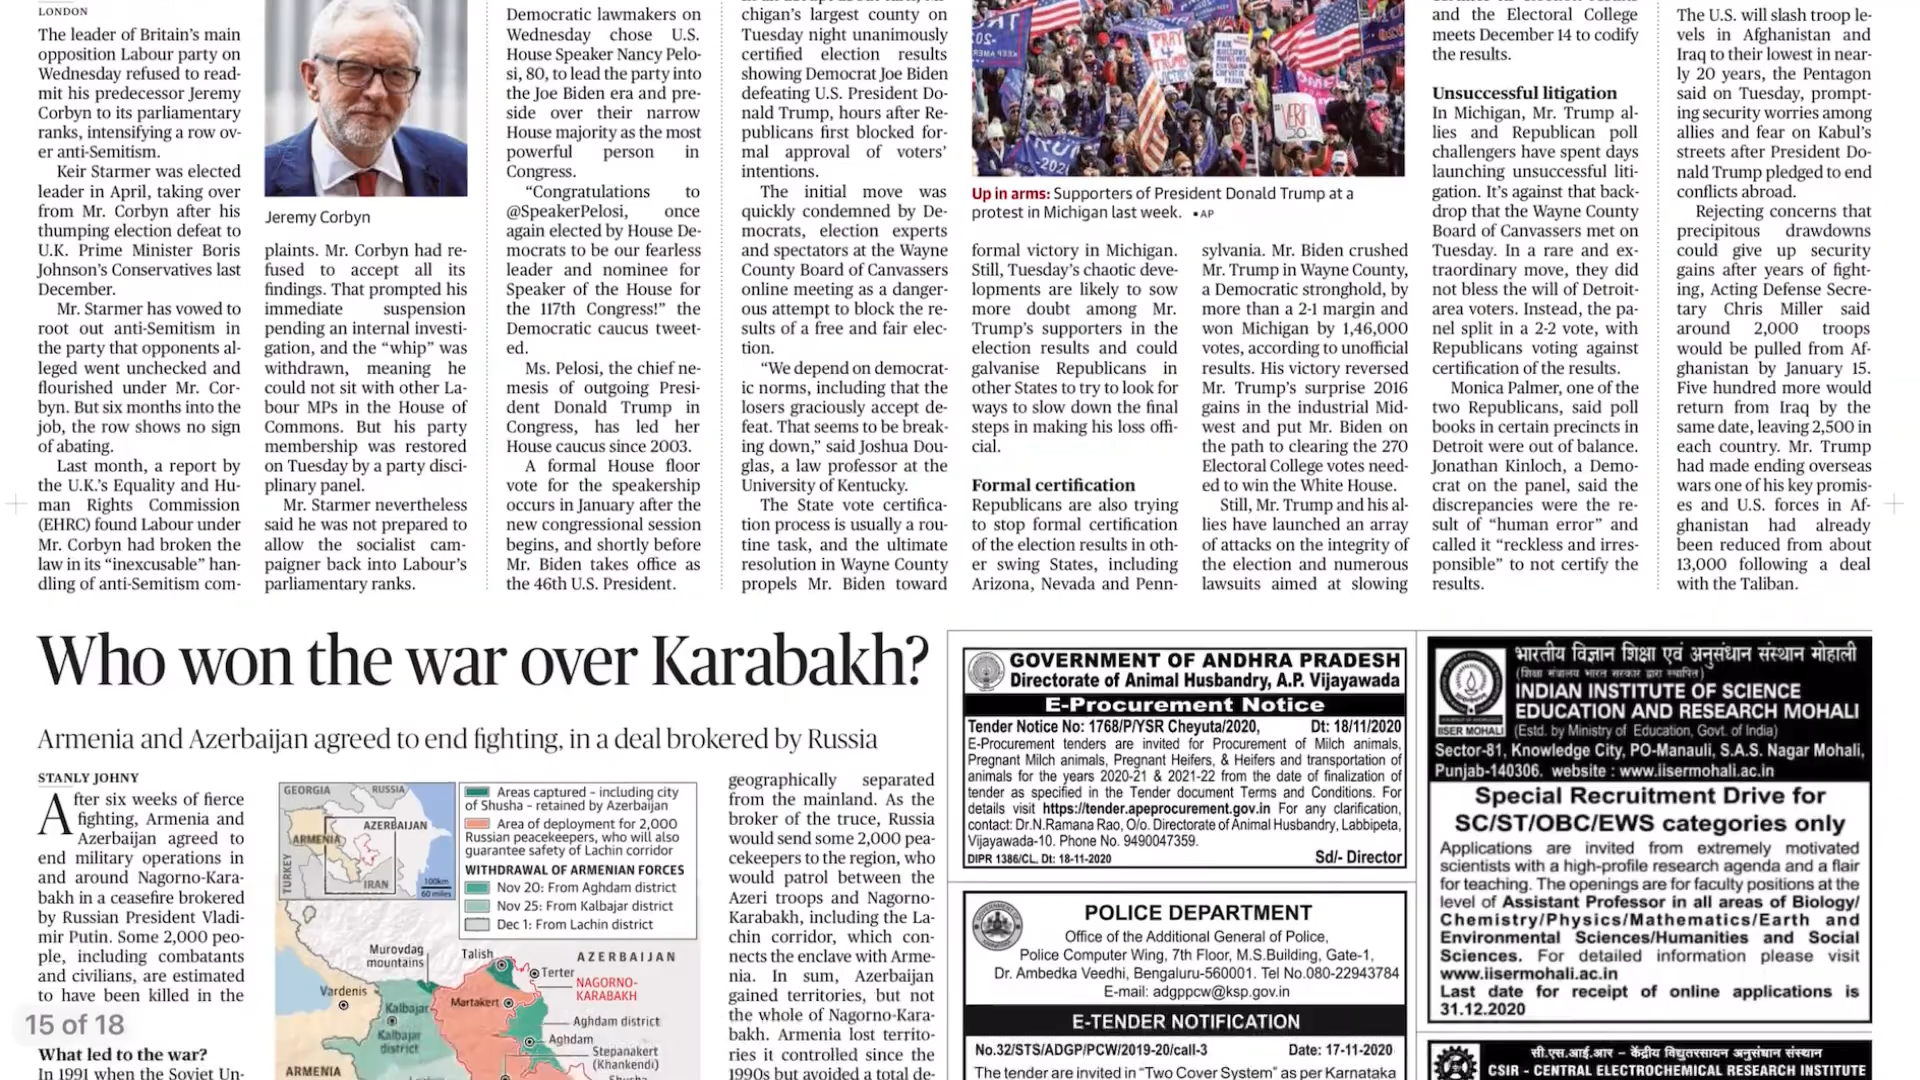 LONDON
The leader of Britain's main
opposition Labour party on
Wednesday refused to read-
mit his predecessor Jeremy
Corbyn to its parliamentary
ranks, intensifying a row ov-
er anti-Semitism.
Keir Starmer was elected
leader in April, taking over
from Mr. Corbyn after his
thumping election defeat to
U.K. Prime Minister Boris
Johnson's Conservatives last
December.
Mr. Starmer has vowed to
root out anti-Semitism in
the party that opponents al-
leged went unchecked and
flourished under Mr. Cor-
byn. But six months into the
job, the row shows no sign
of abating.
Last month, a report by
the U.K.'s Equality and Hu-
man Rights Commission
(EHRC) found Labour under
Mr. Corbyn had broken the
law in its "inexcusable" han-
dling of anti-Semitism com-
Jeremy Corbyn
plaints. Mr. Corbyn had re-
fused to accept all its
findings. That prompted his
immediate suspension
pending an internal investi-
gation, and the "whip" was
withdrawn, meaning he
could not sit with other La-
bour MPs in the House of
Commons. But his party
membership was restored
on Tuesday by a party disci-
plinary panel.
Mr. Starmer nevertheless
said he was not prepared to
allow the socialist cam-
paigner back into Labour's
parliamentary ranks.
Democratic lawmakers on
Wednesday chose U.S.
House Speaker Nancy Pelo-
si, 80, to lead the party into
the Joe Biden era and pre-
side over their narrow
House majority as the most
powerful person in
Congress.
"Congratulations to
@SpeakerPelosi, once
again elected by House De-
mocrats to be our fearless
leader and nominee for
Speaker of the House for
the 117th Congress!" the
Democratic caucus tweet-
ed.
Ms. Pelosi, the chief ne-
mesis of outgoing Presi-
dent Donald Trump in
Congress, has led her
House caucus since 2003.
A formal House floor
vote for the speakership
occurs in January after the
new congressional session
begins, and shortly before
Mr. Biden takes office as
the 46th U.S. President.
chigan's largest county on
Tuesday night unanimously
certified election results
showing Democrat Joe Biden
defeating U.S. President Do-
nald Trump, hours after Re-
publicans first blocked for-
mal approval of voters'
intentions.
The initial move was
quickly condemned by De-
mocrats, election experts
and spectators at the Wayne
County Board of Canvassers
online meeting as a danger-
ous attempt to block the re-
sults of a free and fair elec-
tion.
"We depend on democrat-
ic norms, including that the
losers graciously accept de-
feat. That seems to be break-
ing down," said Joshua Dou-
glas, a law professor at the
University of Kentucky.
The State vote certifica-
tion process is usually a rou-
tine task, and the ultimate
resolution in Wayne County
propels Mr. Biden toward
PRAY
4
TRUMPS
VICTORY
Up in arms: Supporters of President Donald Trump at a
protest in Michigan last week. ▪AP
formal victory in Michigan.
Still, Tuesday's chaotic deve-
lopments are likely to sow
more doubt among Mr.
Trump's supporters in the
election results and could
galvanise Republicans in
other States to try to look for
ways to slow down the final
steps in making his loss offi-
cial.
Formal certification
Republicans are also trying
to stop formal certification
of the election results in oth-
er swing States, including
Arizona, Nevada and Penn-
sylvania. Mr. Biden crushed
Mr. Trump in Wayne County,
a Democratic stronghold, by
more than a 2-1 margin and
won Michigan by 1,46,000
votes, according to unofficial
results. His victory reversed
Mr. Trump's surprise 2016
gains in the industrial Mid-
west and put Mr. Biden on
the path to clearing the 270
Electoral College votes need-
ed to win the White House.
Still, Mr. Trump and his al-
lies have launched an array
of attacks on the integrity of
the election and numerous
lawsuits aimed at slowing
and the Electoral College
meets December 14 to codify
the results.
Unsuccessful litigation
In Michigan, Mr. Trump al-
lies and Republican poll
challengers have spent days
launching unsuccessful liti-
gation. It's against that back-
drop that the Wayne County
Board of Canvassers met on
Tuesday. In a rare and ex-
traordinary move, they did
not bless the will of Detroit-
area voters. Instead, the pa-
nel split in a 2-2 vote, with
Republicans voting against
certification of the results.
Monica Palmer, one of the
two Republicans, said poll
books in certain precincts in
Detroit were out of balance.
Jonathan Kinloch, a Demo-
crat on the panel, said the
discrepancies were the re-
sult of "human error" and
called it "reckless and irres-
ponsible" to not certify the
results.
The U.S. will slash troop le-
vels in Afghanistan and
Iraq to their lowest in near-
ly 20 years, the Pentagon
said on Tuesday, prompt-
ing security worries among
allies and fear on Kabul's
streets after President Do-
nald Trump pledged to end
conflicts abroad.
Rejecting concerns that
precipitous drawdowns
could give up security
gains after years of fight-
ing, Acting Defense Secre-
tary Chris Miller said
around 2,000 troops
would be pulled from Af-
ghanistan by January 15.
Five hundred more would
return from Iraq by the
same date, leaving 2,500 in
each country. Mr. Trump
had made ending overseas
wars one of his key promis-
es and U.S. forces in Af-
ghanistan had already
been reduced from about
13,000 following a deal
with the Taliban.
Who won the war over Karabakh?
Armenia and Azerbaijan agreed to end fighting, in a deal brokered by Russia
STANLY JOHNY
After six weeks of fierce
fighting, Armenia and
Azerbaijan agreed to
end military operations in
and around Nagorno-Kara-
bakh in a ceasefire brokered
by Russian President Vladi-
mir Putin. Some 2,000 peo-
ple, including combatants
and civilians, are estimated
to have been killed in the
15 of 18
What led to the war?
In 1991 when the Soviet Un-
GEORGIA
RUSSIA
AZERBAIJAN
ARMENIA
TURKEY
IRAN
100km
60 miles
Areas captured – including city
of Shusha – retained by Azerbaijan
Area of deployment for 2,000
Russian peacekeepers, who will also
guarantee safety of Lachin corridor
WITHDRAWAL OF ARMENIAN FORCES
Nov 20: From Aghdam district
Nov 25: From Kalbajar district
Dec 1: From Lachin district
Murovdag
mountains
Talish
AZERBAIJAN
Terter
NAGORNO-
KARABAKH
Vardenis
Kalbajar
Martakert
Kalbajar
district
Aghdam district
Aghdam
Stepanakert
(Khankendi)
Shusha
ARMENIA
geographically separated
from the mainland. As the
broker of the truce, Russia
would send some 2,000 pea-
cekeepers to the region, who
would patrol between the
Azeri troops and Nagorno-
Karabakh, including the La-
chin corridor, which con-
nects the enclave with Arme-
nia. In sum, Azerbaijan
gained territories, but not
the whole of Nagorno-Kara-
bakh. Armenia lost territo-
ries it controlled since the
1990s but avoided a total de-
GOVERNMENT OF ANDHRA PRADESH
Directorate of Animal Husbandry, A.P. Vijayawada
E-Procurement Notice
Tender Notice No: 1768/P/YSR Cheyuta/2020, Dt: 18/11/2020
E-Procurement tenders are invited for Procurement of Milch animals,
Pregnant Milch animals, Pregnant Heifers, & Heifers and transportation of
animals for the years 2020-21 & 2021-22 from the date of finalization of
tender as specified in the Tender document Terms and Conditions. For
details visit https://tender.apeprocurement.gov.in For any clarification,
contact: Dr.N.Ramana Rao, O/o. Directorate of Animal Husbandry, Labbipeta,
Vijayawada-10. Phone No. 9490047359.
DIPR 1386/CL, Dt: 18-11-2020 Sd/- Director
POLICE DEPARTMENT
Office of the Additional General of Police,
Police Computer Wing, 7th Floor, M.S.Building, Gate-1,
Dr. Ambedka Veedhi, Bengaluru-560001. Tel No.080-22943784
E-mail: adgppcw@ksp.gov.in
E-TENDER NOTIFICATION
No.32/STS/ADGP/PCW/2019-20/call-3 Date: 17-11-2020
The tender are invited in "Two Cover System" as per Karnataka
भारतीय विज्ञान शिक्षा एवं अनुसंधान संस्थान मोहाली
(शिक्षा मंत्रालय भारत सरकार द्वारा स्थापित)
INDIAN INSTITUTE OF SCIENCE
EDUCATION AND RESEARCH MOHALI
(Estd. by Ministry of Education, Govt. of India)
IISER MOHALI
Sector-81, Knowledge City, PO-Manauli, S.A.S. Nagar Mohali,
Punjab-140306. website : www.iisermohali.ac.in
Special Recruitment Drive for
SC/ST/OBC/EWS categories only
Applications are invited from extremely motivated
scientists with a high-profile research agenda and a flair
for teaching. The openings are for faculty positions at the
level of Assistant Professor in all areas of Biology/
Chemistry/Physics/Mathematics/Earth and
Environmental Sciences/Humanities and Social
Sciences. For detailed information please visit
www.iisermohali.ac.in
Last date for receipt of online applications is
31.12.2020
सी.एस.आई.आर – केंद्रीय विद्युतरसायन अनुसंधान संस्थान
CSIR - CENTRAL ELECTROCHEMICAL RESEARCH INSTITUTE